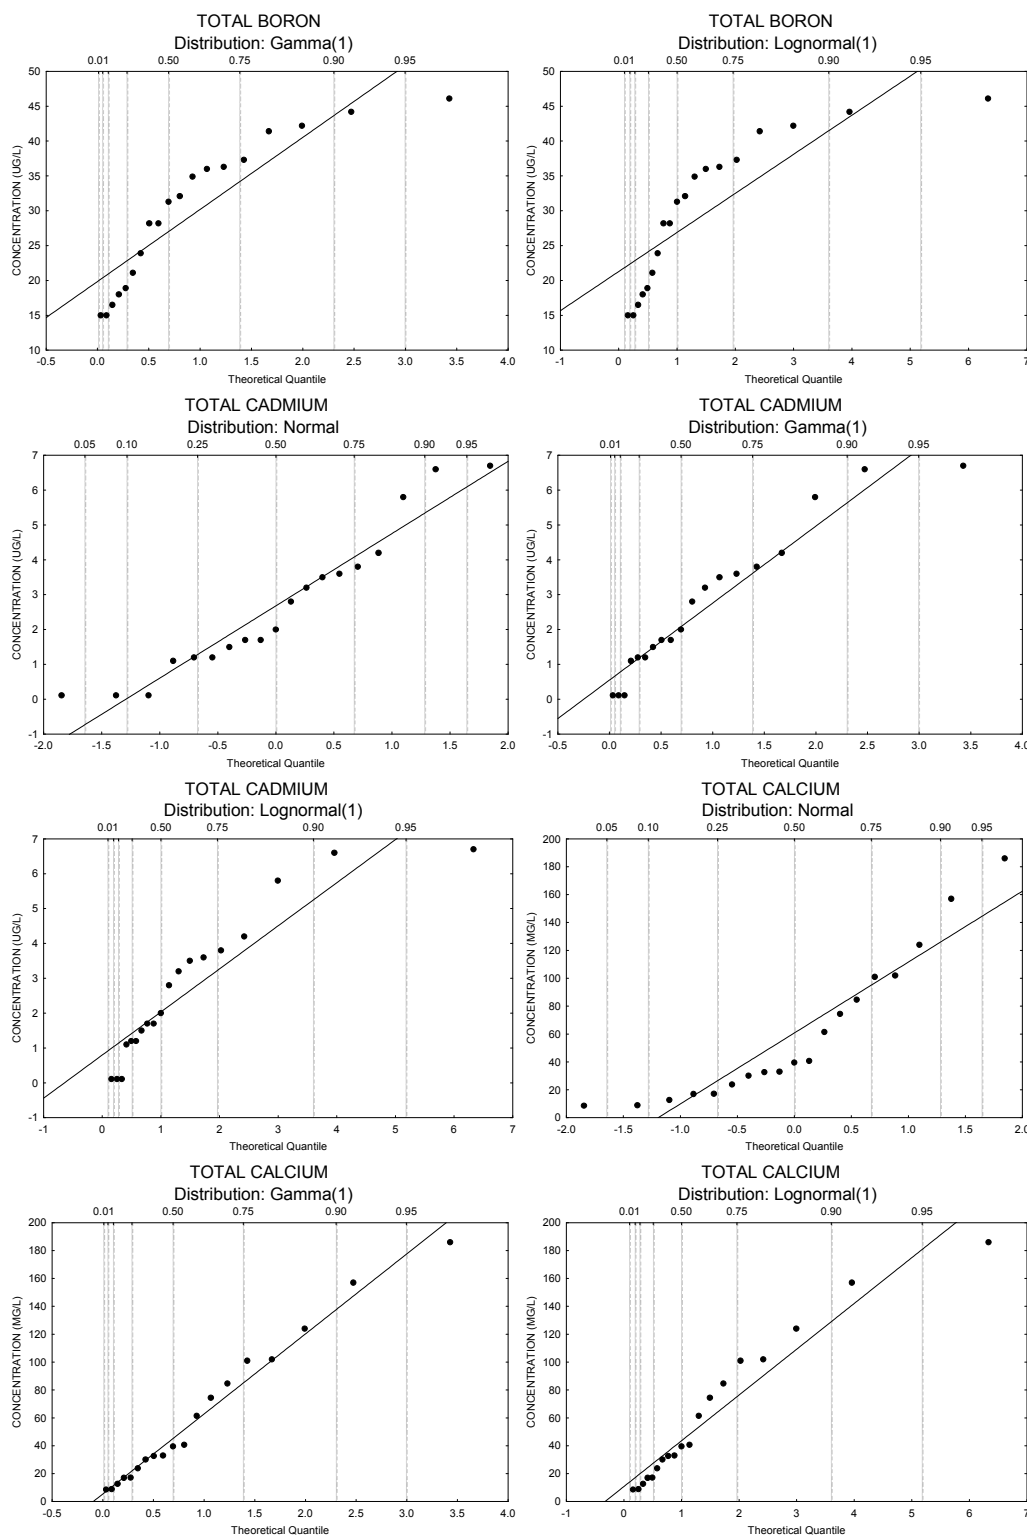 TOTAL BORON
Distribution: Gamma(1)
0.01 0.50 0.75 0.90 0.95
50
45
40
35
30
25
20
15
10
CONCENTRATION (UG/L)
-0.5 0.0 0.5 1.0 1.5 2.0 2.5 3.0 3.5 4.0
Theoretical Quantile
TOTAL BORON
Distribution: Lognormal(1)
0.01 0.50 0.75 0.90 0.95
50
45
40
35
30
25
20
15
10
CONCENTRATION (UG/L)
-1 0 1 2 3 4 5 6 7
Theoretical Quantile
TOTAL CADMIUM
Distribution: Normal
0.05 0.10 0.25 0.50 0.75 0.90 0.95
7
6
5
4
3
2
1
0
-1
CONCENTRATION (UG/L)
-2.0 -1.5 -1.0 -0.5 0.0 0.5 1.0 1.5 2.0
Theoretical Quantile
TOTAL CADMIUM
Distribution: Gamma(1)
0.01 0.50 0.75 0.90 0.95
7
6
5
4
3
2
1
0
-1
CONCENTRATION (UG/L)
-0.5 0.0 0.5 1.0 1.5 2.0 2.5 3.0 3.5 4.0
Theoretical Quantile
TOTAL CADMIUM
Distribution: Lognormal(1)
0.01 0.50 0.75 0.90 0.95
7
6
5
4
3
2
1
0
-1
CONCENTRATION (UG/L)
-1 0 1 2 3 4 5 6 7
Theoretical Quantile
TOTAL CALCIUM
Distribution: Normal
0.05 0.10 0.25 0.50 0.75 0.90 0.95
200
180
160
140
120
100
80
60
40
20
0
CONCENTRATION (MG/L)
-2.0 -1.5 -1.0 -0.5 0.0 0.5 1.0 1.5 2.0
Theoretical Quantile
TOTAL CALCIUM
Distribution: Gamma(1)
0.01 0.50 0.75 0.90 0.95
200
180
160
140
120
100
80
60
40
20
0
CONCENTRATION (MG/L)
-0.5 0.0 0.5 1.0 1.5 2.0 2.5 3.0 3.5 4.0
Theoretical Quantile
TOTAL CALCIUM
Distribution: Lognormal(1)
0.01 0.50 0.75 0.90 0.95
200
180
160
140
120
100
80
60
40
20
0
CONCENTRATION (MG/L)
-1 0 1 2 3 4 5 6 7
Theoretical Quantile